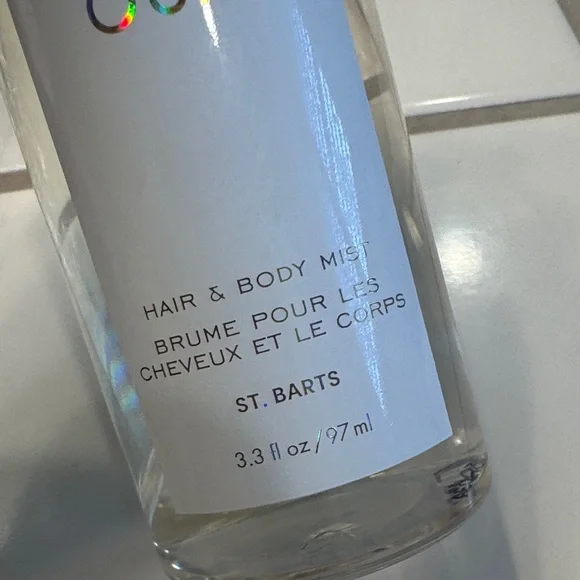 HAIR & BODY MIST
BRUME POUR LES
CHEVEUX ET LE CORPS
ST. BARTS
3.3 fl oz/97 ml